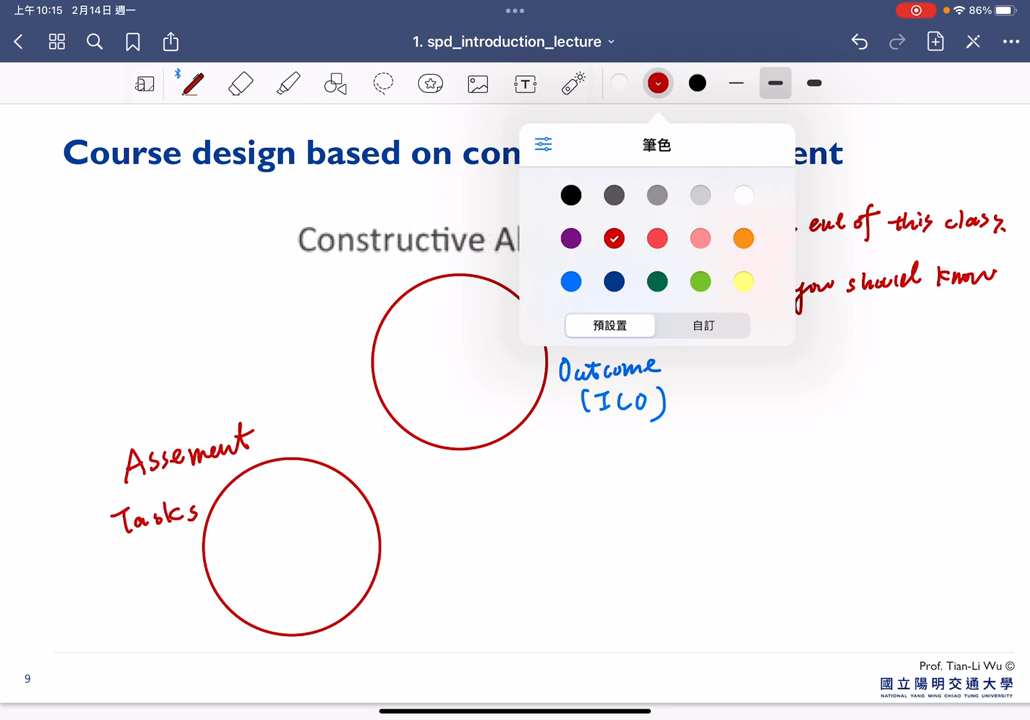 上午10:15 2月14日 週一
86%
1. spd_introduction_lecture
T
筆色
Course design based on con ent
Constructive Al
end of this class.
you should know
預設置 自訂
Outcome
(ILO)
Assement
Tasks
9
Prof. Tian-Li Wu ©
國立陽明交通大學
NATIONAL YANG MING CHIAO TUNG UNIVERSITY